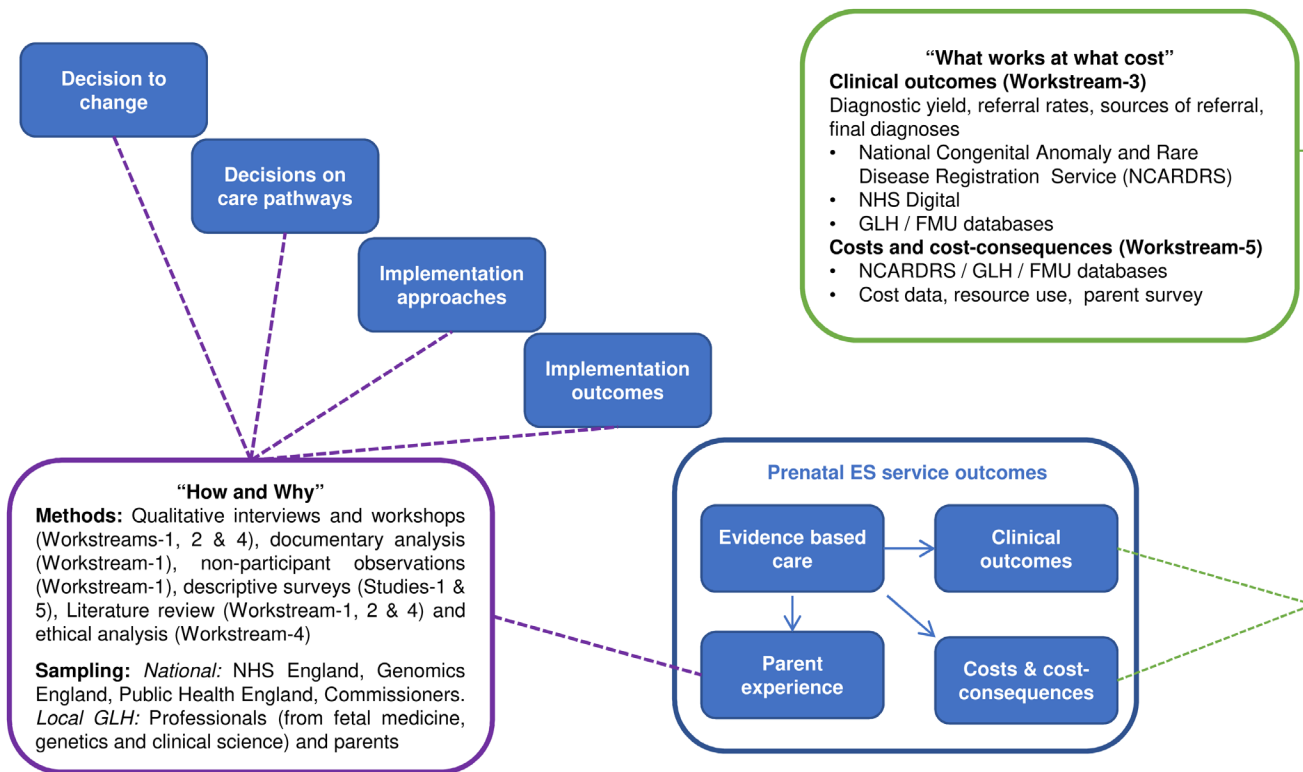 Decision to
change
Decisions on
care pathways
Implementation
approaches
Implementation
outcomes
“What works at what cost”
Clinical outcomes (Workstream-3)
Diagnostic yield, referral rates, sources of referral,
final diagnoses
• National Congenital Anomaly and Rare
Disease Registration Service (NCARDRS)
• NHS Digital
• GLH / FMU databases
Costs and cost-consequences (Workstream-5)
• NCARDRS / GLH / FMU databases
• Cost data, resource use, parent survey
“How and Why”
Methods: Qualitative interviews and workshops
(Workstreams-1, 2 & 4), documentary analysis
(Workstream-1), non-participant observations
(Workstream-1), descriptive surveys (Studies-1 &
5), Literature review (Workstream-1, 2 & 4) and
ethical analysis (Workstream-4)
Sampling: National: NHS England, Genomics
England, Public Health England, Commissioners.
Local GLH: Professionals (from fetal medicine,
genetics and clinical science) and parents
Prenatal ES service outcomes
Evidence based
care
Clinical
outcomes
Parent
experience
Costs & cost-
consequences